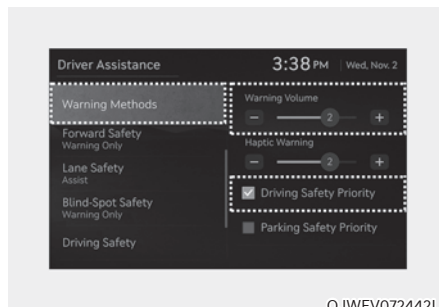 Driver Assistance
3:38 PM Wed, Nov. 2
Warning Methods
Forward Safety
Warning Only
Lane Safety
Assist
Blind-Spot Safety
Warning Only
Driving Safety
Warning Volume
2
Haptic Warning
2
Driving Safety Priority
Parking Safety Priority